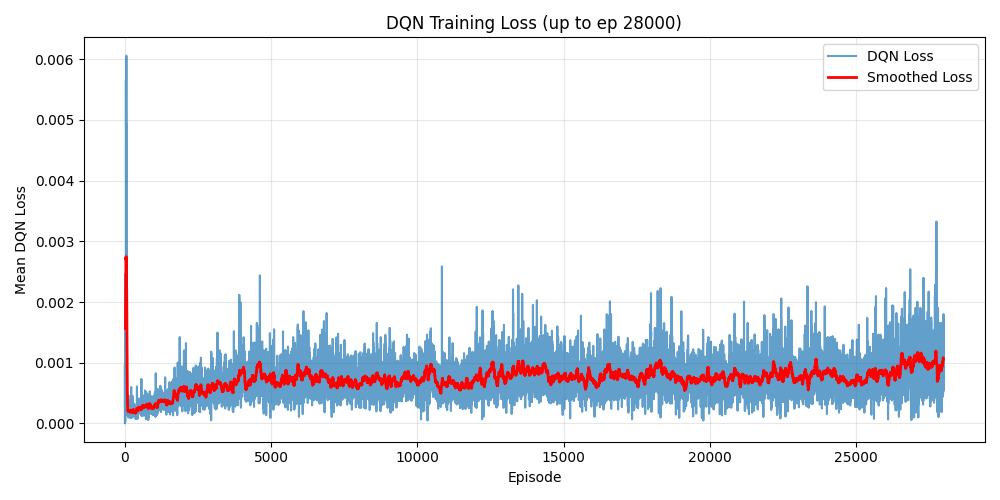 DQN Training Loss (up to ep 28000)
DQN Loss
Smoothed Loss
Mean DQN Loss
0.006
0.005
0.004
0.003
0.002
0.001
0.000
0 5000 10000 15000 20000 25000
Episode